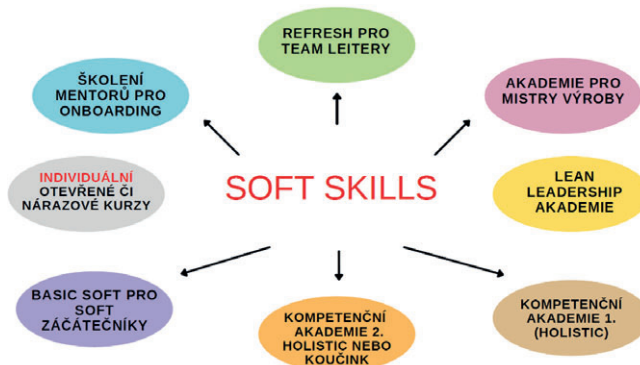 REFRESH PRO
TEAM LEITERY
ŠKOLENÍ
MENTORŮ PRO
ONBOARDING
AKADEMIE PRO
MISTRY VÝROBY
INDIVIDUÁLNÍ
OTEVŘENÉ ČI
NÁRAZOVÉ KURZY
SOFT SKILLS
LEAN
LEADERSHIP
AKADEMIE
BASIC SOFT PRO
SOFT
ZÁČÁTEČNÍKY
KOMPETENČNÍ
AKADEMIE 2.
HOLISTIC NEBO
KOUČINK
KOMPETENČNÍ
AKADEMIE 1.
(HOLISTIC)